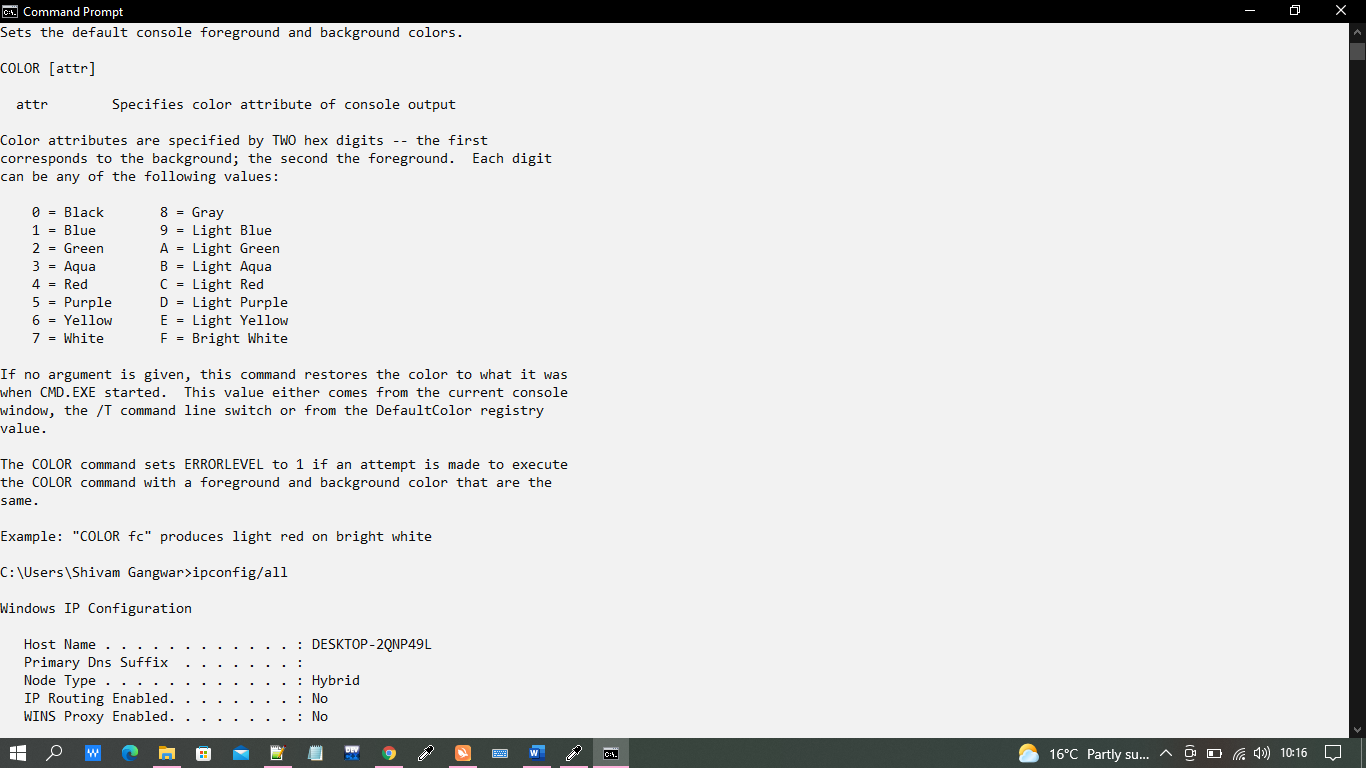 Command Prompt
Sets the default console foreground and background colors.
COLOR [attr]
  attr        Specifies color attribute of console output
Color attributes are specified by TWO hex digits -- the first
corresponds to the background; the second the foreground.  Each digit
can be any of the following values:
    0 = Black       8 = Gray
    1 = Blue        9 = Light Blue
    2 = Green       A = Light Green
    3 = Aqua        B = Light Aqua
    4 = Red         C = Light Red
    5 = Purple      D = Light Purple
    6 = Yellow      E = Light Yellow
    7 = White       F = Bright White
If no argument is given, this command restores the color to what it was
when CMD.EXE started.  This value either comes from the current console
window, the /T command line switch or from the DefaultColor registry
value.
The COLOR command sets ERRORLEVEL to 1 if an attempt is made to execute
the COLOR command with a foreground and background color that are the
same.
Example: "COLOR fc" produces light red on bright white
C:\Users\Shivam Gangwar>ipconfig/all
Windows IP Configuration
   Host Name . . . . . . . . . . . . : DESKTOP-2QNP49L
   Primary Dns Suffix  . . . . . . . :
   Node Type . . . . . . . . . . . . : Hybrid
   IP Routing Enabled. . . . . . . . : No
   WINS Proxy Enabled. . . . . . . . : No
16°C Partly su... 10:16